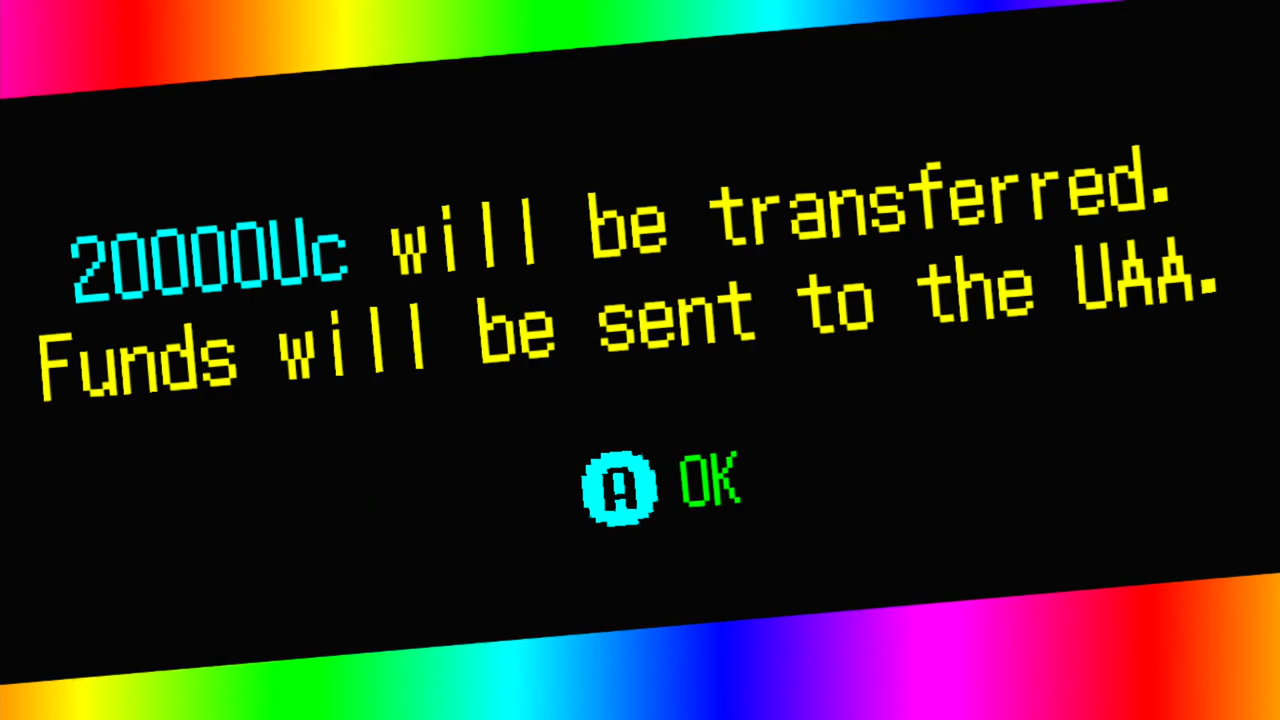 20000Uc will be transferred.
Funds will be sent to the UAA.
A OK